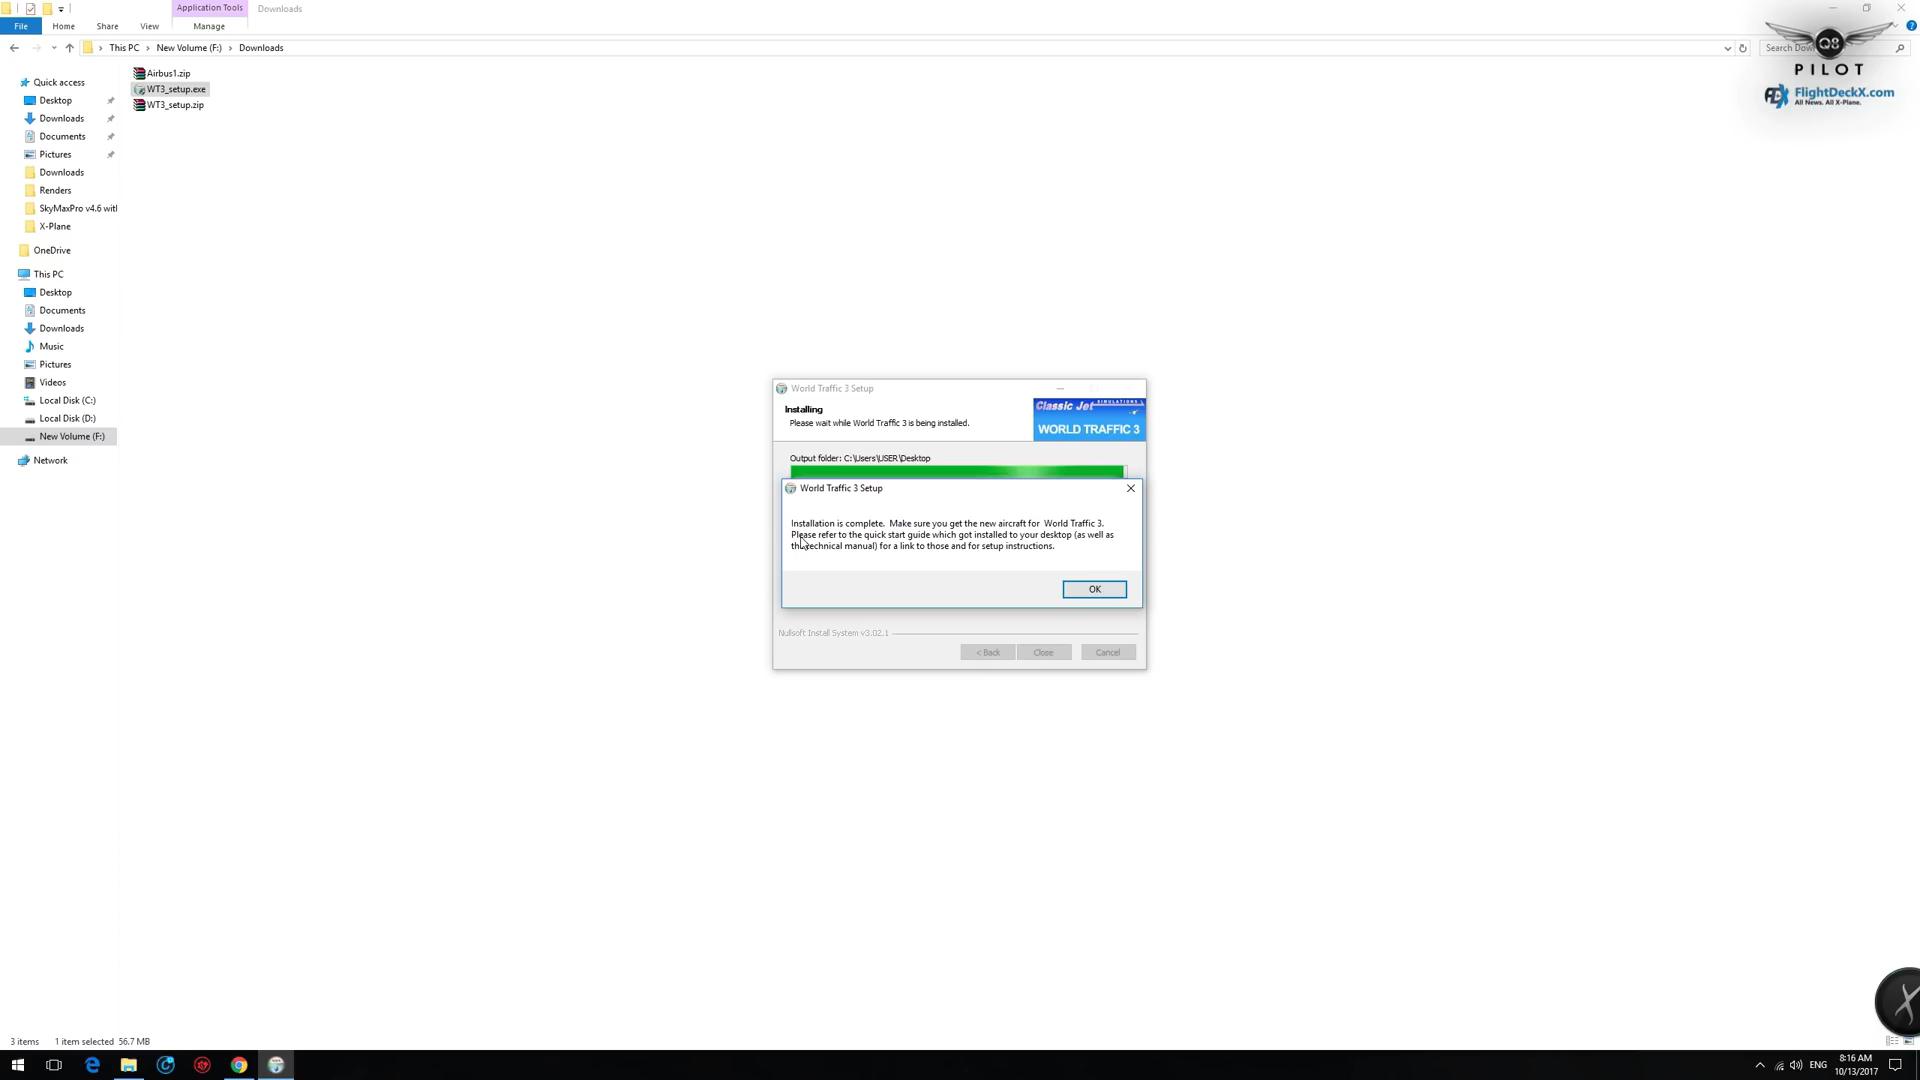 Application Tools
Downloads
File
Home
Share
View
Manage
This PC
New Volume (F:)
Downloads
Search Dow
Q8
PILOT
FlightDeckX.com
All News. All X-Plane.
Quick access
Desktop
Downloads
Documents
Pictures
Downloads
Renders
SkyMaxPro v4.6 with
X-Plane
OneDrive
This PC
Desktop
Documents
Downloads
Music
Pictures
Videos
Local Disk (C:)
Local Disk (D:)
New Volume (F:)
Network
Airbus1.zip
WT3_setup.exe
WT3_setup.zip
World Traffic 3 Setup
Installing
Please wait while World Traffic 3 is being installed.
Classic Jet SIMULATIONS
WORLD TRAFFIC 3
Output folder: C:\Users\USER\Desktop
World Traffic 3 Setup
Installation is complete. Make sure you get the new aircraft for World Traffic 3.
Please refer to the quick start guide which got installed to your desktop (as well as
the technical manual) for a link to those and for setup instructions.
OK
Nullsoft Install System v3.02.1
< Back
Close
Cancel
3 items
1 item selected 56.7 MB
ENG
8:16 AM
10/13/2017